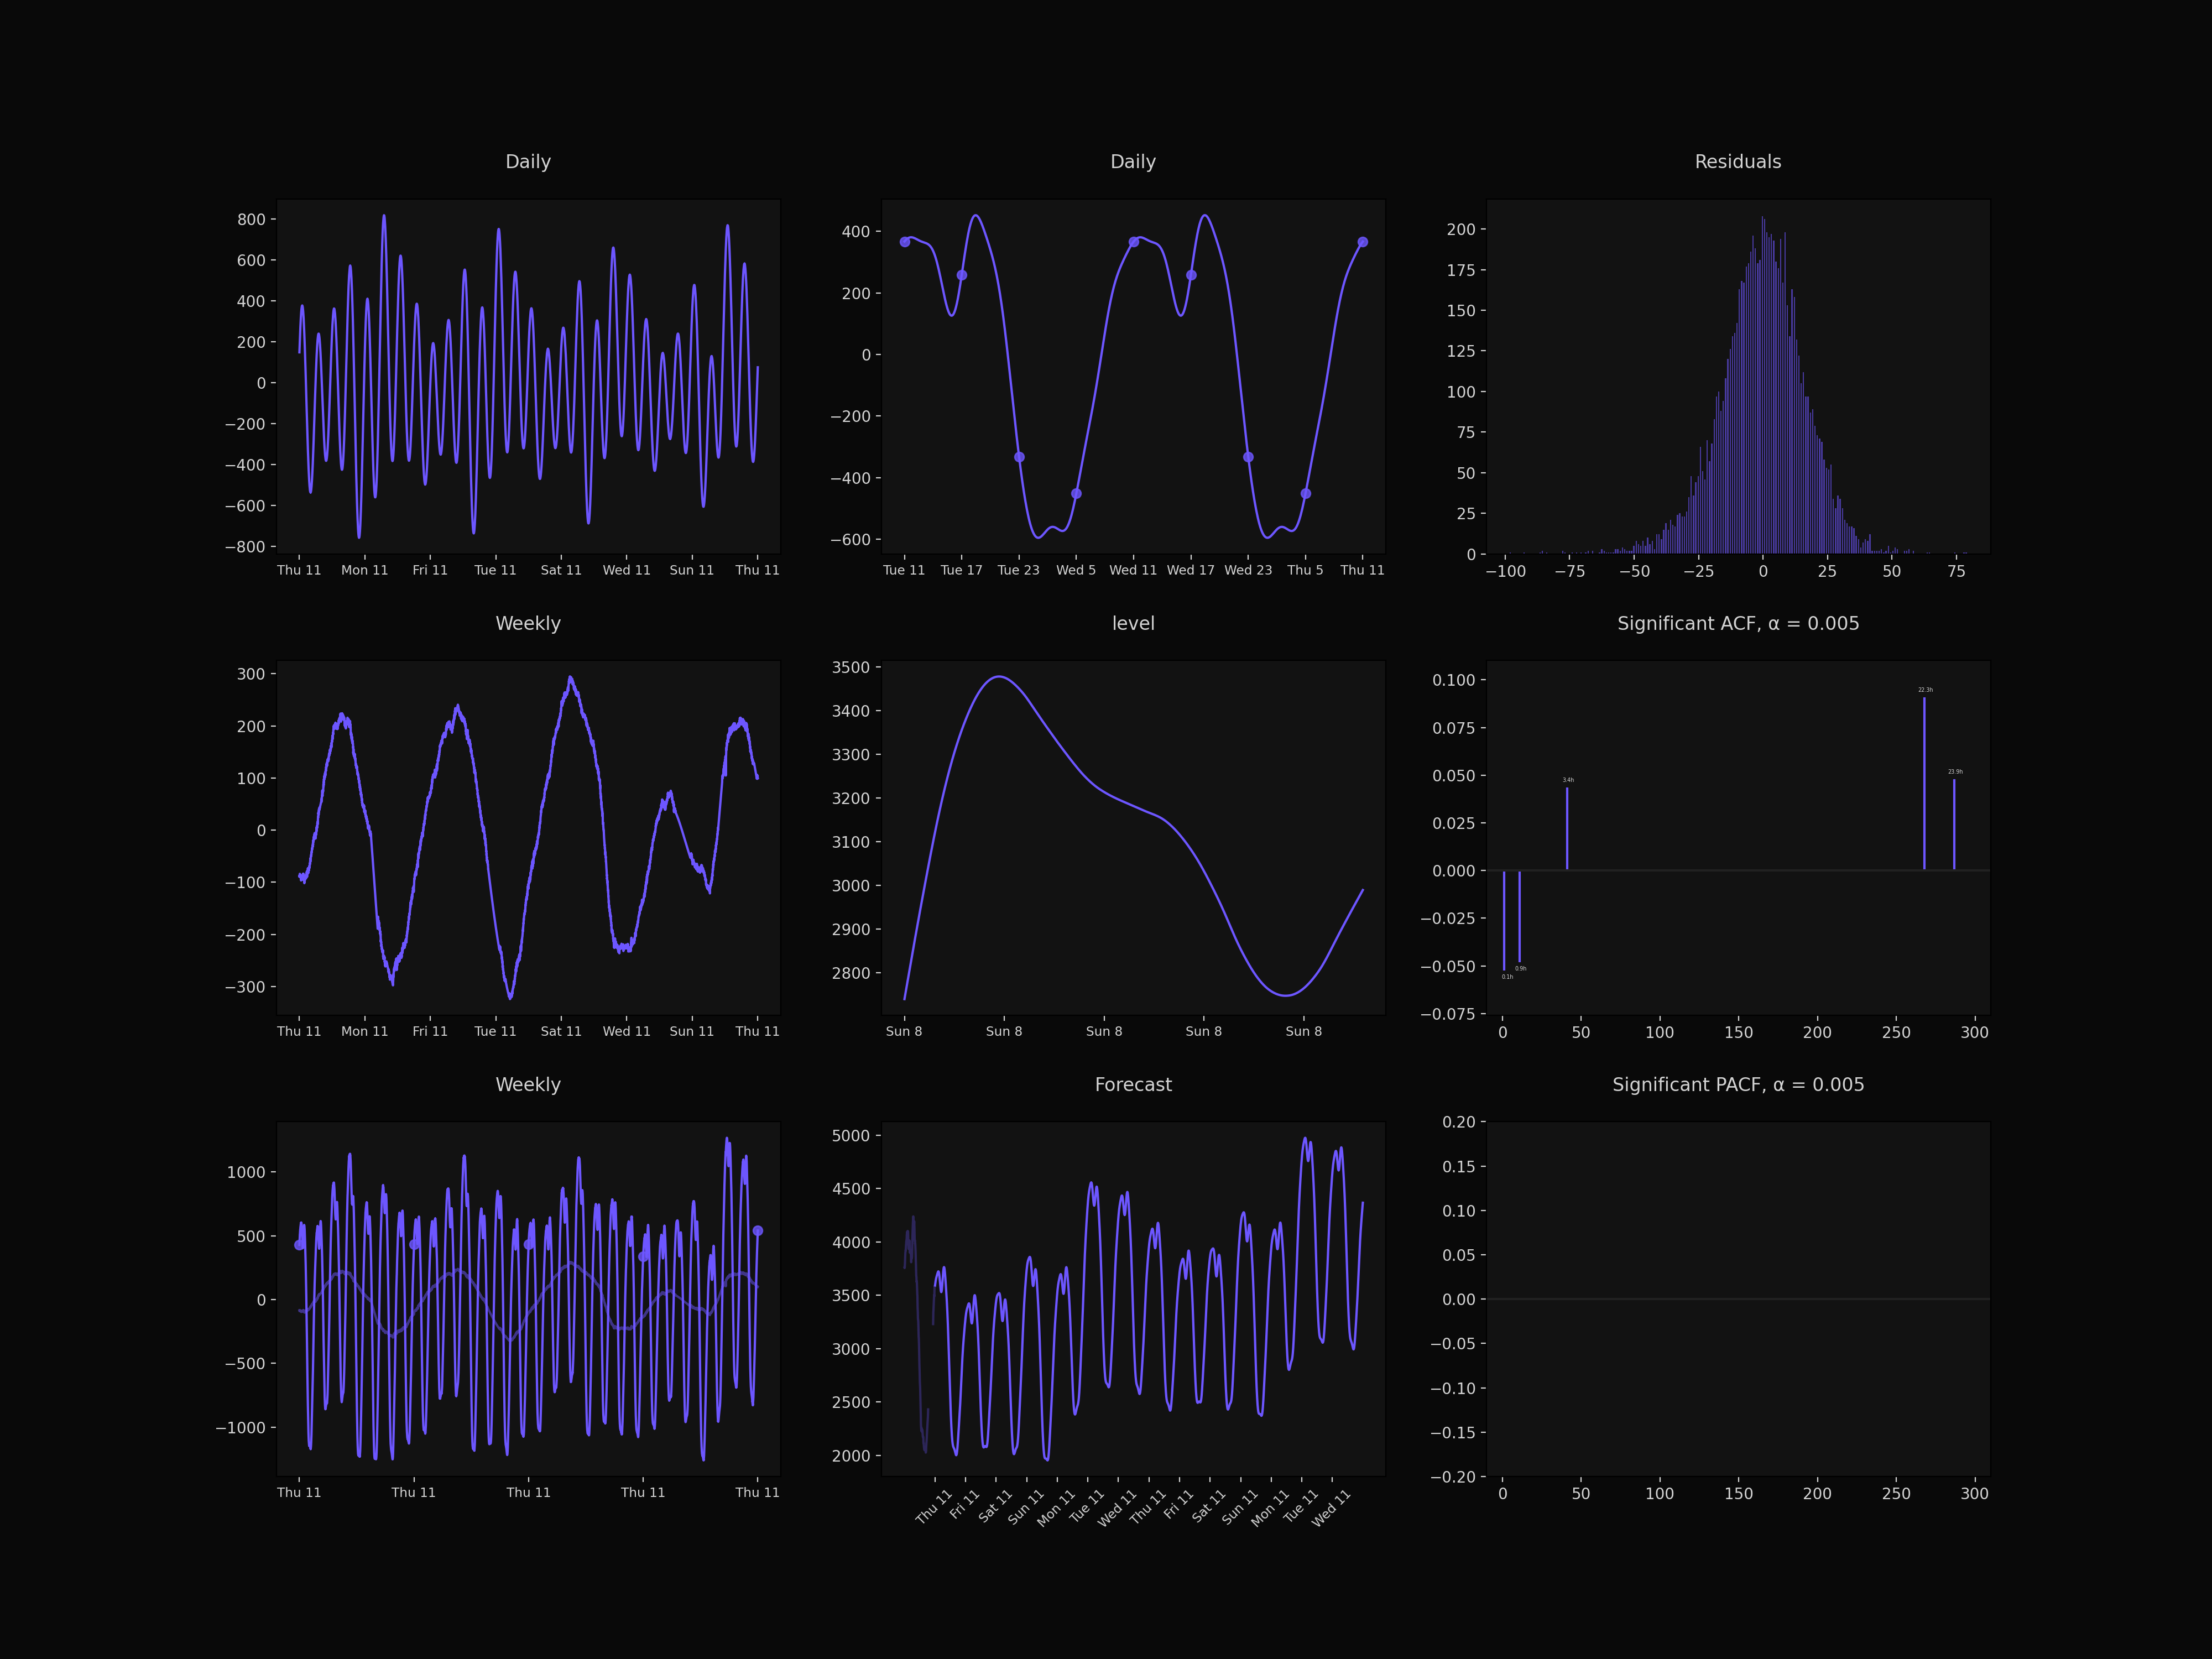 Daily
800
600
400
200
0
−200
−400
−600
−800
Thu 11 Mon 11 Fri 11 Tue 11 Sat 11 Wed 11 Sun 11 Thu 11
Daily
400
200
0
−200
−400
−600
Tue 11 Tue 17 Tue 23 Wed 5 Wed 11 Wed 17 Wed 23 Thu 5 Thu 11
Residuals
200
175
150
125
100
75
50
25
0
−100 −75 −50 −25 0 25 50 75
Weekly
300
200
100
0
−100
−200
−300
Thu 11 Mon 11 Fri 11 Tue 11 Sat 11 Wed 11 Sun 11 Thu 11
level
3500
3400
3300
3200
3100
3000
2900
2800
Sun 8 Sun 8 Sun 8 Sun 8 Sun 8
Significant ACF, α = 0.005
0.100
0.075
0.050
0.025
0.000
−0.025
−0.050
−0.075
22.3h
3.4h
23.9h
0.9h
0.1h
0 50 100 150 200 250 300
Weekly
1000
500
0
−500
−1000
Thu 11 Thu 11 Thu 11 Thu 11 Thu 11
Forecast
5000
4500
4000
3500
3000
2500
2000
Thu 11 Fri 11 Sat 11 Sun 11 Mon 11 Tue 11 Wed 11 Thu 11 Fri 11 Sat 11 Sun 11 Mon 11 Tue 11 Wed 11
Significant PACF, α = 0.005
0.20
0.15
0.10
0.05
0.00
−0.05
−0.10
−0.15
−0.20
0 50 100 150 200 250 300